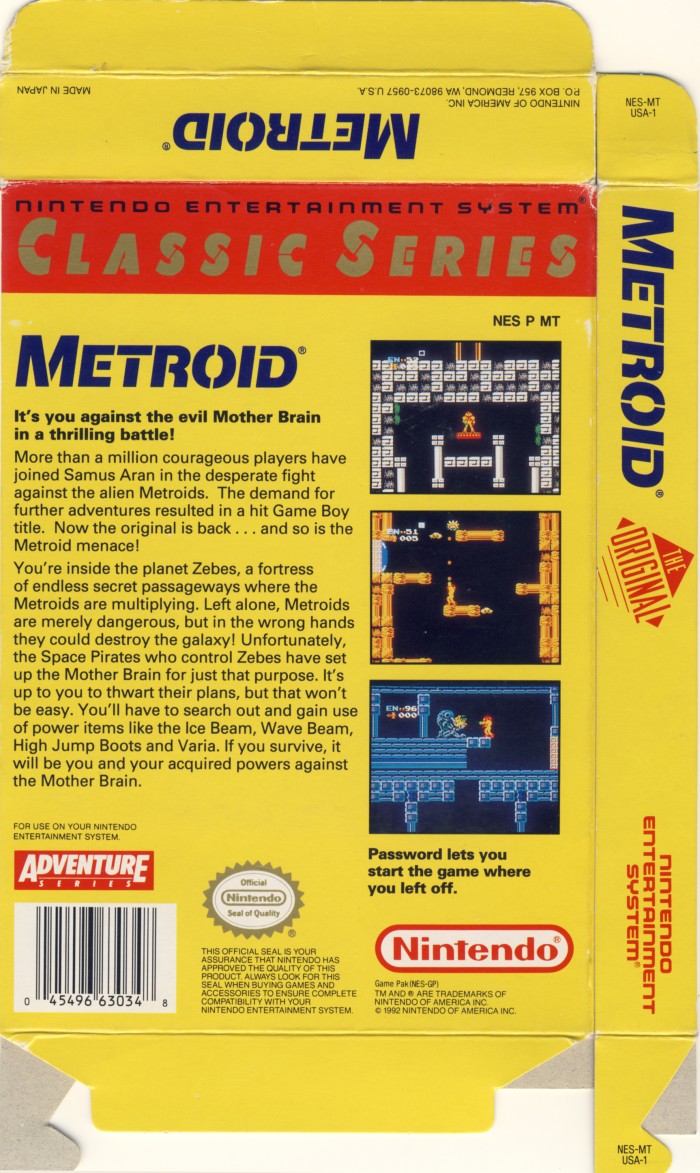 MADE IN JAPAN
NINTENDO OF AMERICA INC.
P.O. BOX 957, REDMOND, WA 98073-0957 U.S.A.
METROID®
NES-MT
USA-1
NINTENDO ENTERTAINMENT SYSTEM®
CLASSIC SERIES
NES P MT
METROID®
It's you against the evil Mother Brain
in a thrilling battle!
More than a million courageous players have
joined Samus Aran in the desperate fight
against the alien Metroids. The demand for
further adventures resulted in a hit Game Boy
title. Now the original is back . . . and so is the
Metroid menace!
You're inside the planet Zebes, a fortress
of endless secret passageways where the
Metroids are multiplying. Left alone, Metroids
are merely dangerous, but in the wrong hands
they could destroy the galaxy! Unfortunately,
the Space Pirates who control Zebes have set
up the Mother Brain for just that purpose. It's
up to you to thwart their plans, but that won't
be easy. You'll have to search out and gain use
of power items like the Ice Beam, Wave Beam,
High Jump Boots and Varia. If you survive, it
will be you and your acquired powers against
the Mother Brain.
EN..51
005
EN..96
000
Password lets you
start the game where
you left off.
FOR USE ON YOUR NINTENDO
ENTERTAINMENT SYSTEM.
ADVENTURE
SERIES
0 45496 63034 8
Official
Nintendo
Seal of Quality
THIS OFFICIAL SEAL IS YOUR
ASSURANCE THAT NINTENDO HAS
APPROVED THE QUALITY OF THIS
PRODUCT. ALWAYS LOOK FOR THIS
SEAL WHEN BUYING GAMES AND
ACCESSORIES TO ENSURE COMPLETE
COMPATIBILITY WITH YOUR
NINTENDO ENTERTAINMENT SYSTEM.
Nintendo®
Game Pak (NES-GP)
TM AND ® ARE TRADEMARKS OF
NINTENDO OF AMERICA INC.
© 1992 NINTENDO OF AMERICA INC.
METROID®
THE
ORIGINAL
NINTENDO
ENTERTAINMENT
SYSTEM®
NES-MT
USA-1